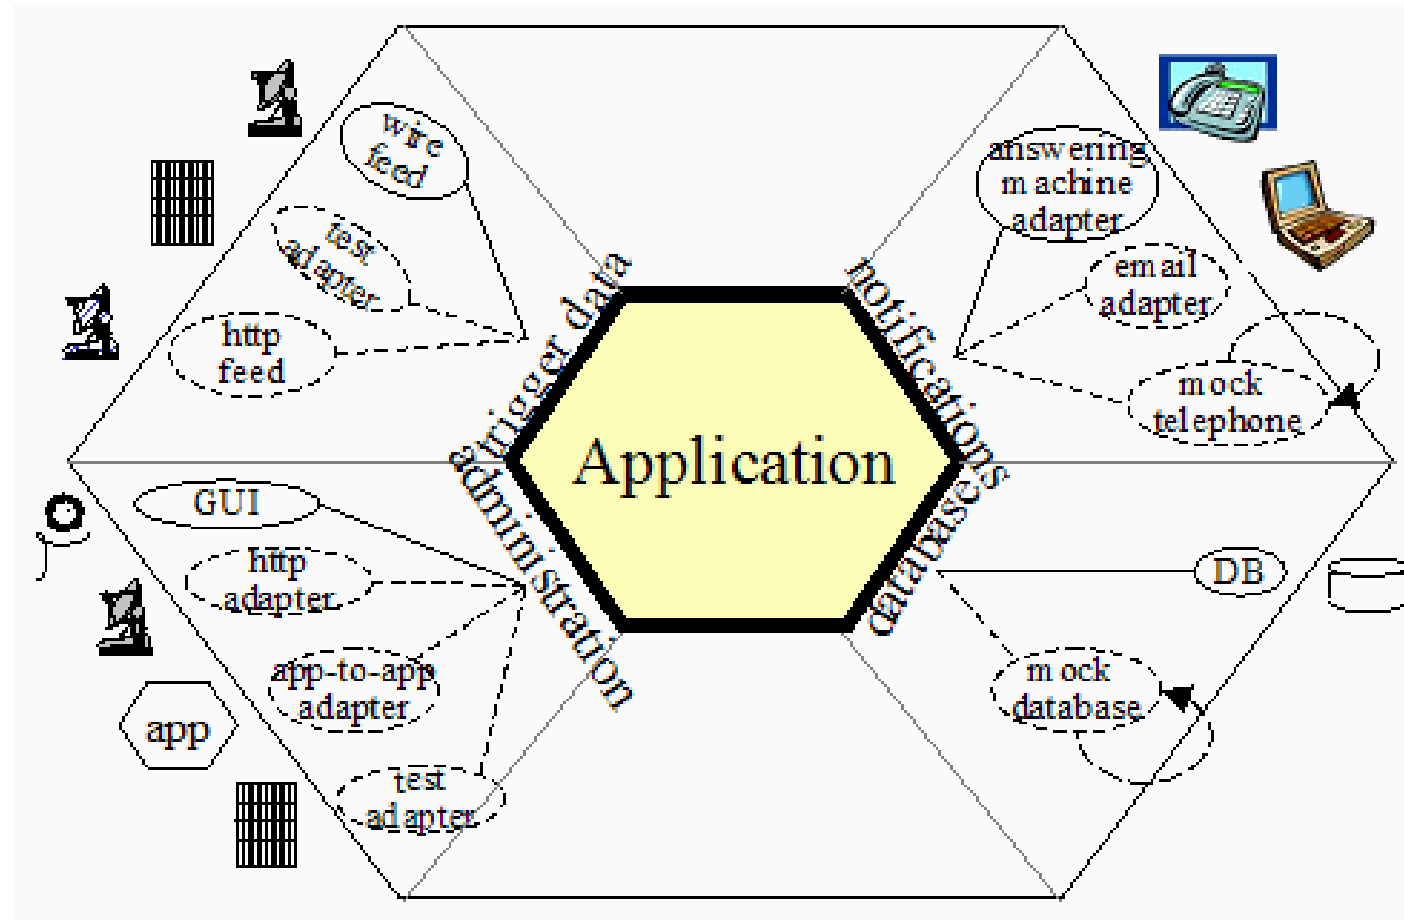 wire
feed
test
adapter
http
feed
trigger data
answering
machine
adapter
email
adapter
mock
telephone
notifications
Application
GUI
http
adapter
app-to-app
adapter
test
adapter
administration
app
databases
DB
mock
database